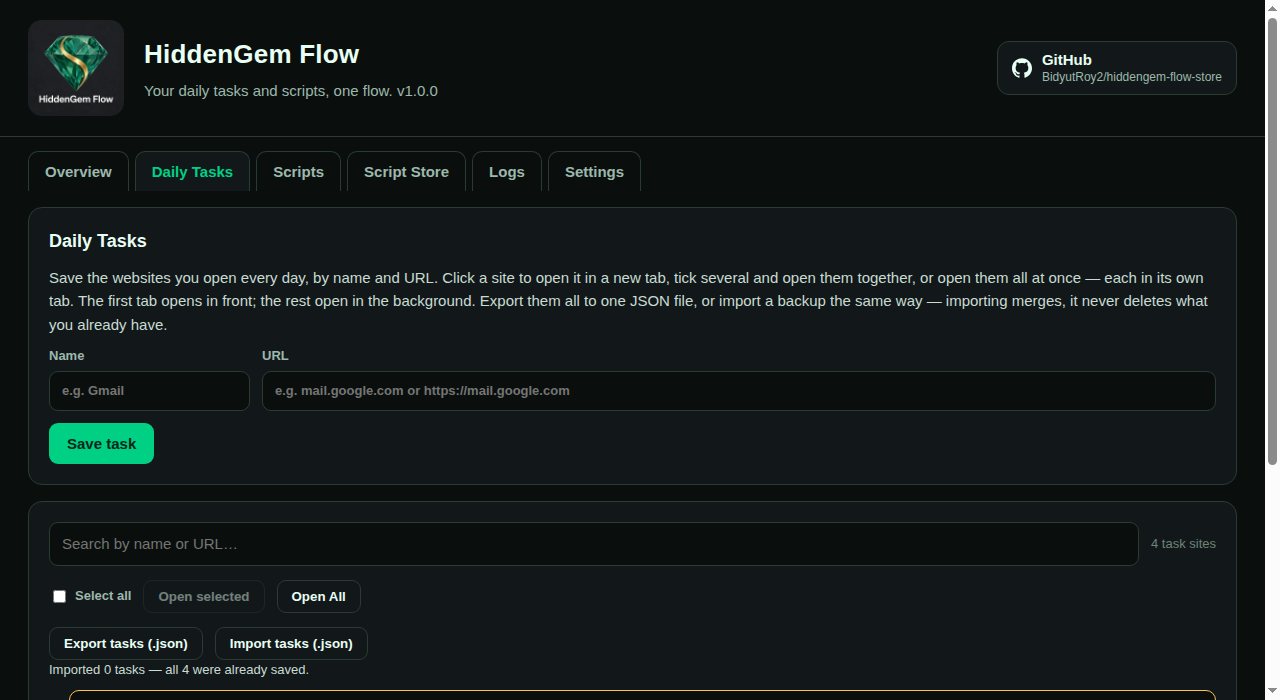 HiddenGem Flow
HiddenGem Flow
Your daily tasks and scripts, one flow. v1.0.0
GitHub
BidyutRoy2/hiddengem-flow-store
Overview
Daily Tasks
Scripts
Script Store
Logs
Settings
Daily Tasks
Save the websites you open every day, by name and URL. Click a site to open it in a new tab, tick several and open them together, or open them all at once — each in its own
tab. The first tab opens in front; the rest open in the background. Export them all to one JSON file, or import a backup the same way — importing merges, it never deletes what
you already have.
Name
URL
e.g. Gmail
e.g. mail.google.com or https://mail.google.com
Save task
Search by name or URL…
4 task sites
Select all
Open selected
Open All
Export tasks (.json)
Import tasks (.json)
Imported 0 tasks — all 4 were already saved.